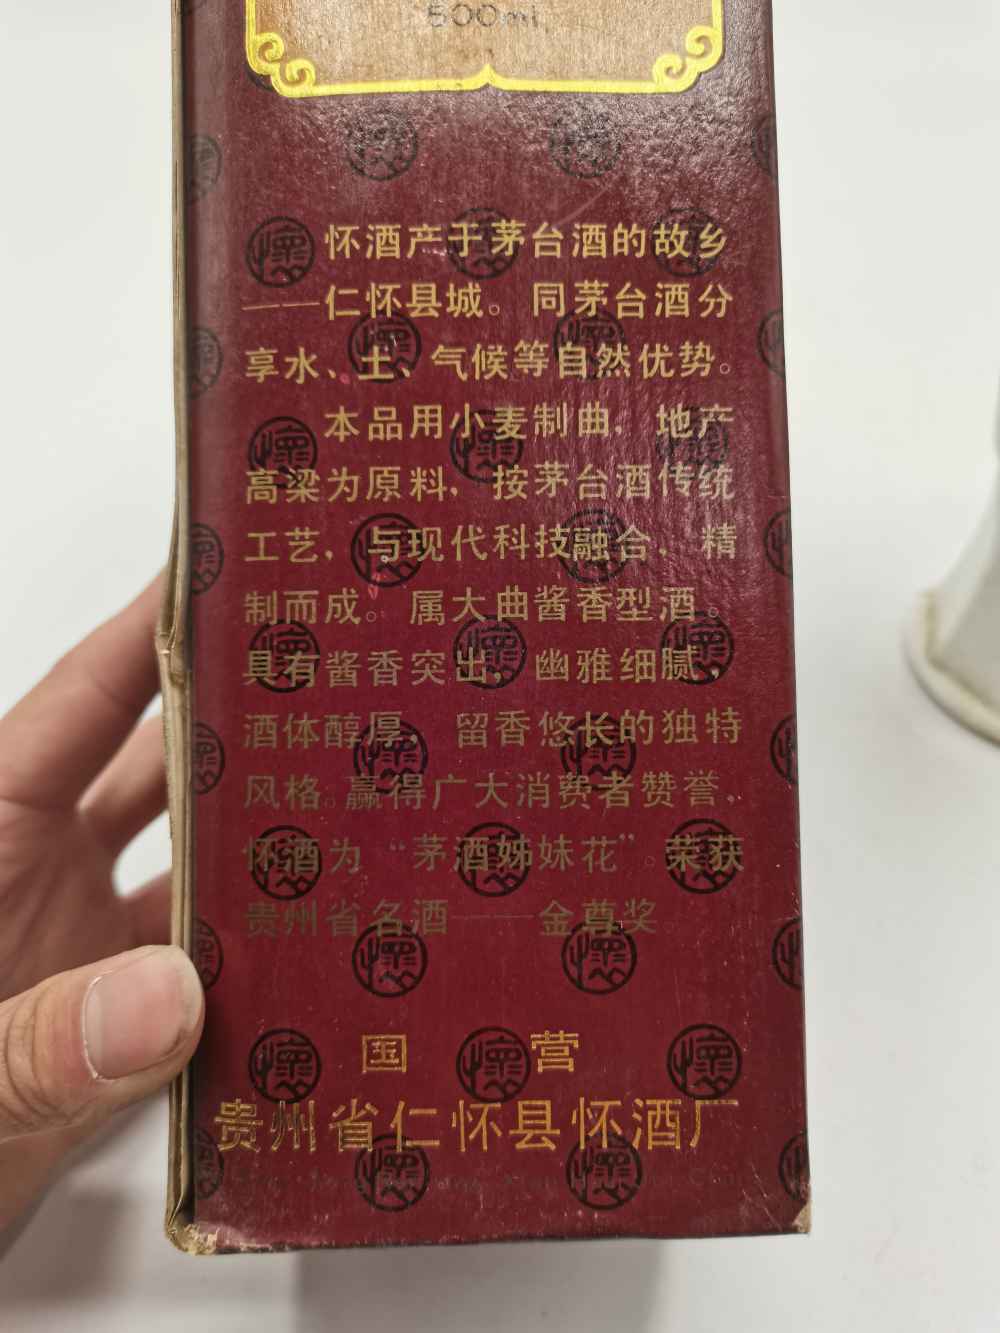 500ml
怀酒产于茅台酒的故乡
——仁怀县城。同茅台酒分
享水、土、气候等自然优势。
本品用小麦制曲，地产
高粱为原料，按茅台酒传统
工艺，与现代科技融合，精
制而成。属大曲酱香型酒。
具有酱香突出，幽雅细腻，
酒体醇厚，留香悠长的独特
风格。赢得广大消费者赞誉。
怀酒为“茅酒姊妹花”。荣获
贵州省名酒——金尊奖
国营
贵州省仁怀县怀酒厂